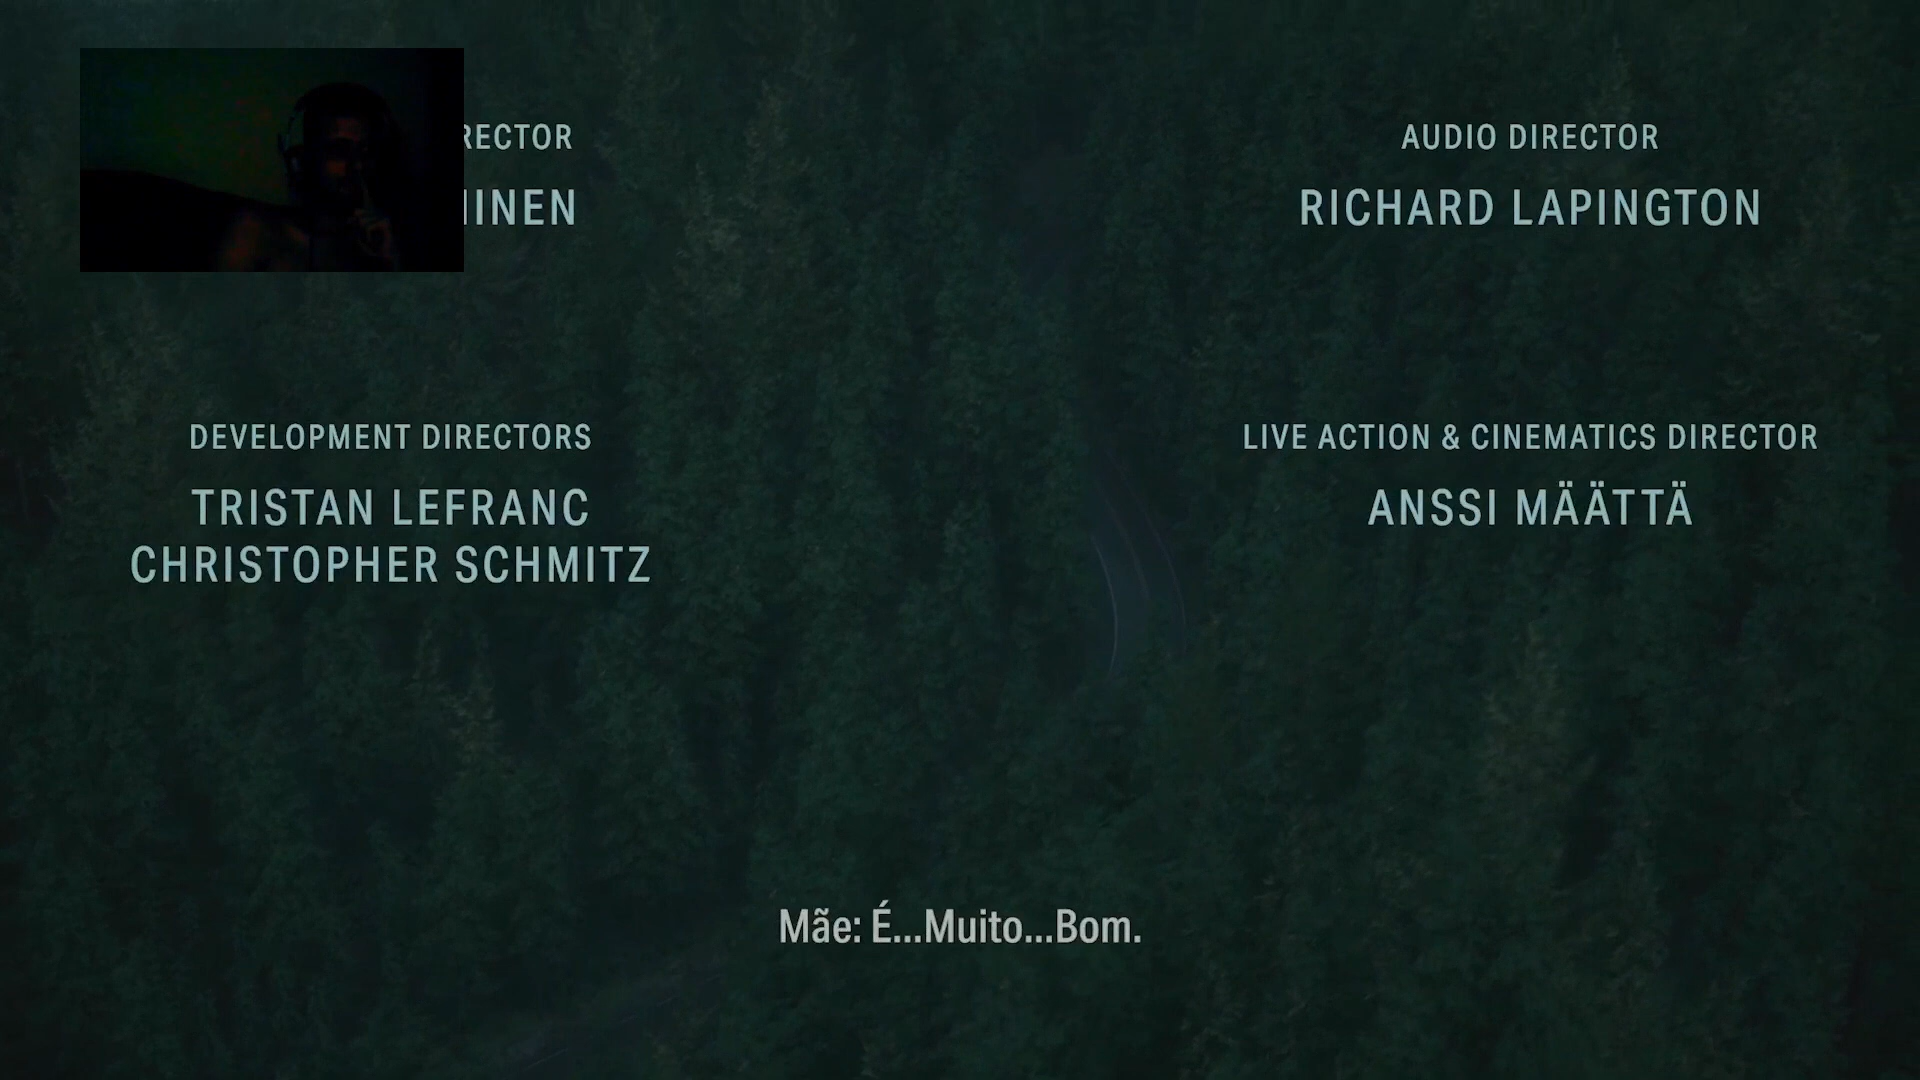 RECTOR
INEN
AUDIO DIRECTOR
RICHARD LAPINGTON
DEVELOPMENT DIRECTORS
TRISTAN LEFRANC
CHRISTOPHER SCHMITZ
LIVE ACTION & CINEMATICS DIRECTOR
ANSSI MÄÄTTÄ
Mãe: É...Muito...Bom.